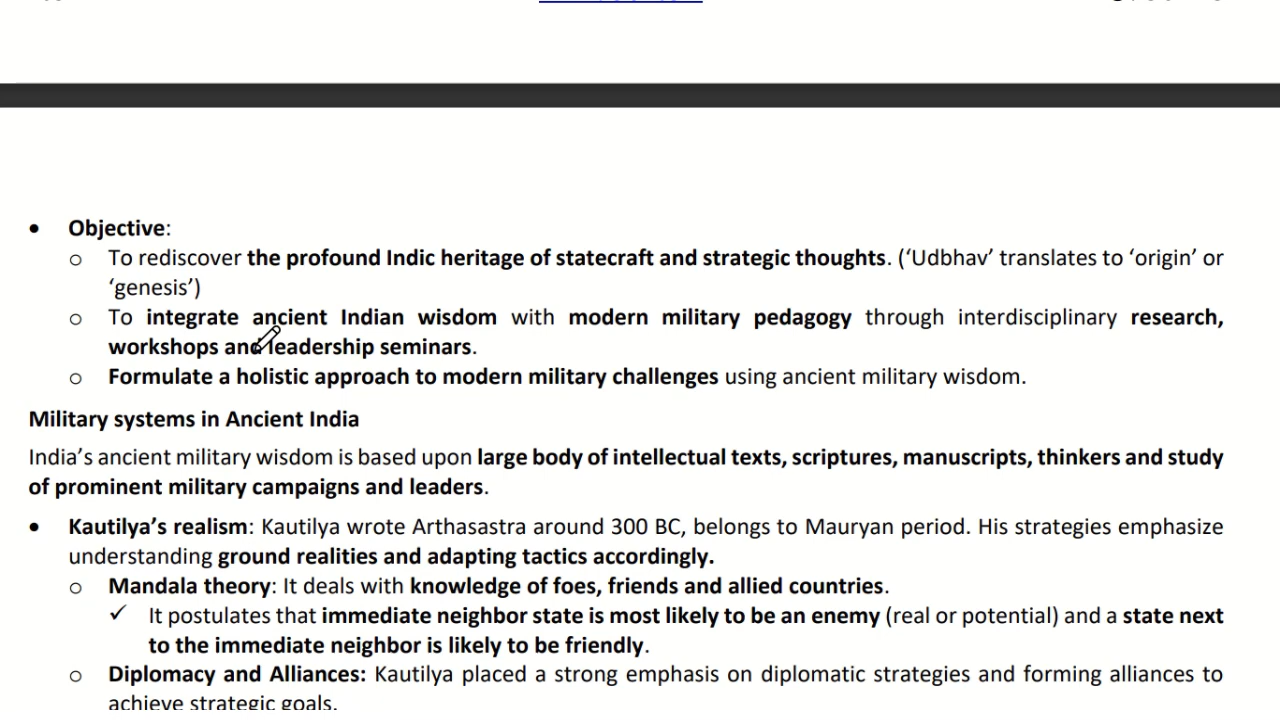 • Objective:
o To rediscover the profound Indic heritage of statecraft and strategic thoughts. (‘Udbhav’ translates to ‘origin’ or
‘genesis’)
o To integrate ancient Indian wisdom with modern military pedagogy through interdisciplinary research,
workshops and leadership seminars.
o Formulate a holistic approach to modern military challenges using ancient military wisdom.
Military systems in Ancient India
India’s ancient military wisdom is based upon large body of intellectual texts, scriptures, manuscripts, thinkers and study
of prominent military campaigns and leaders.
• Kautilya’s realism: Kautilya wrote Arthasastra around 300 BC, belongs to Mauryan period. His strategies emphasize
understanding ground realities and adapting tactics accordingly.
o Mandala theory: It deals with knowledge of foes, friends and allied countries.
✓ It postulates that immediate neighbor state is most likely to be an enemy (real or potential) and a state next
to the immediate neighbor is likely to be friendly.
o Diplomacy and Alliances: Kautilya placed a strong emphasis on diplomatic strategies and forming alliances to
achieve strategic goals.